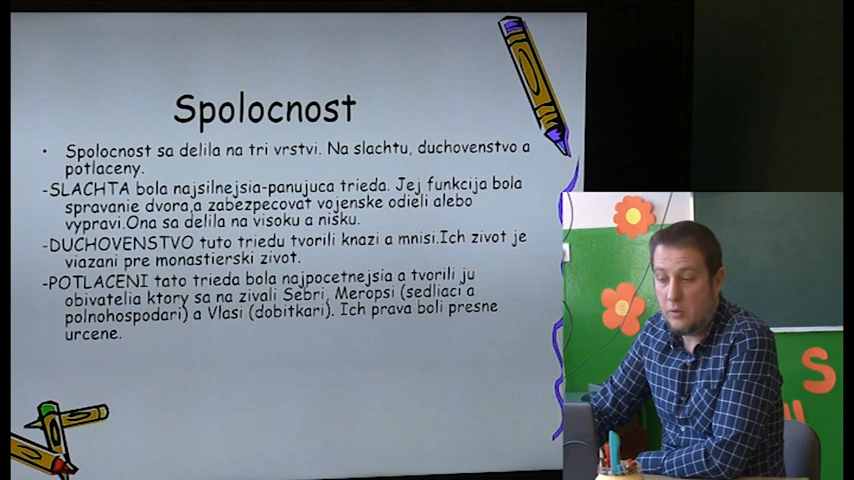 Spolocnost
• Spolocnost sa delila na tri vrstvi. Na slachtu, duchovenstvo a
potlaceny.
-SLACHTA bola najsilnejsia-panujuca trieda. Jej funkcija bola
spravanie dvora,a zabezpecovat vojenske odieli alebo
vypravi.Ona sa delila na visoku a nisku.
-DUCHOVENSTVO tuto triedu tvorili knazi a mnisi.Ich zivot je
viazani pre monastierski zivot.
-POTLACENI tato trieda bola najpocetnejsia a tvorili ju
obivatelia ktory sa na zivali Sebri, Meropsi (sedliaci a
polnohospodari) a Vlasi (dobitkari). Ich prava boli presne
urcene.
S